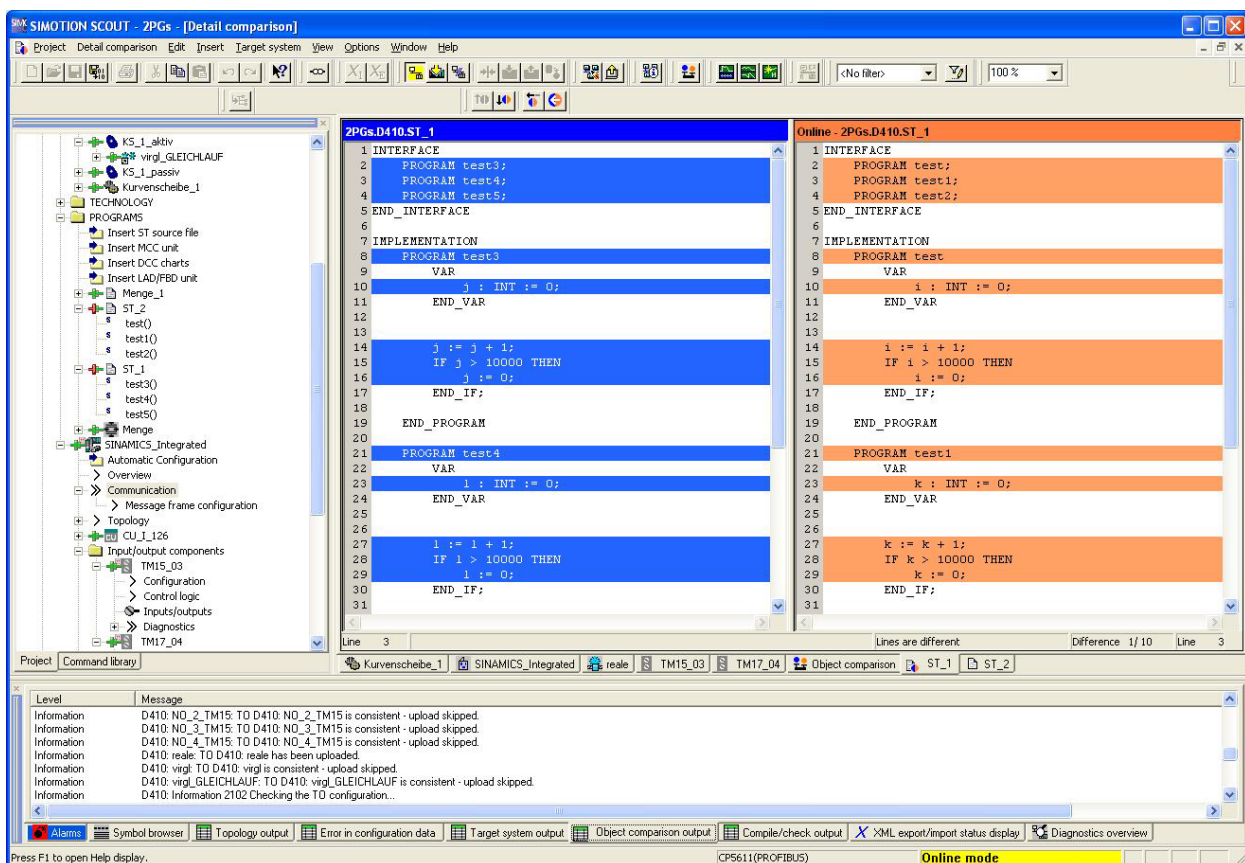 SIMOTION SCOUT - 2PGs - [Detail comparison]
Project Detail comparison Edit Insert Target system View Options Window Help
<No filter> 100 %
KS_1_aktiv
virgl_GLEICHLAUF
KS_1_passiv
Kurvenscheibe_1
TECHNOLOGY
PROGRAMS
Insert ST source file
Insert MCC unit
Insert DCC charts
Insert LAD/FBD unit
Menge_1
ST_2
test()
test1()
test2()
ST_1
test3()
test4()
test5()
Menge
SINAMICS_Integrated
Automatic Configuration
Overview
Communication
Message frame configuration
Topology
CU_I_126
Input/output components
TM15_03
Configuration
Control logic
Inputs/outputs
Diagnostics
TM17_04
Project Command library
2PGs.D410.ST_1
1 INTERFACE
2 PROGRAM test3;
3 PROGRAM test4;
4 PROGRAM test5;
5 END_INTERFACE
6
7 IMPLEMENTATION
8 PROGRAM test3
9 VAR
10 j : INT := 0;
11 END_VAR
12
13
14 j := j + 1;
15 IF j > 10000 THEN
16 j := 0;
17 END_IF;
18
19 END_PROGRAM
20
21 PROGRAM test4
22 VAR
23 l : INT := 0;
24 END_VAR
25
26
27 l := l + 1;
28 IF l > 10000 THEN
29 l := 0;
30 END_IF;
31
Online - 2PGs.D410.ST_1
1 INTERFACE
2 PROGRAM test;
3 PROGRAM test1;
4 PROGRAM test2;
5 END_INTERFACE
6
7 IMPLEMENTATION
8 PROGRAM test
9 VAR
10 i : INT := 0;
11 END_VAR
12
13
14 i := i + 1;
15 IF i > 10000 THEN
16 i := 0;
17 END_IF;
18
19 END_PROGRAM
20
21 PROGRAM test1
22 VAR
23 k : INT := 0;
24 END_VAR
25
26
27 k := k + 1;
28 IF k > 10000 THEN
29 k := 0;
30 END_IF;
31
Line 3 Lines are different Difference 1/ 10 Line 3
Kurvenscheibe_1 SINAMICS_Integrated reale TM15_03 TM17_04 Object comparison ST_1 ST_2
Level Message
Information D410: NO_2_TM15: TO D410: NO_2_TM15 is consistent - upload skipped.
Information D410: NO_3_TM15: TO D410: NO_3_TM15 is consistent - upload skipped.
Information D410: NO_4_TM15: TO D410: NO_4_TM15 is consistent - upload skipped.
Information D410: reale: TO D410: reale has been uploaded.
Information D410: virgl: TO D410: virgl is consistent - upload skipped.
Information D410: virgl_GLEICHLAUF: TO D410: virgl_GLEICHLAUF is consistent - upload skipped.
Information D410: Information 2102 Checking the TO configuration...
Alarms Symbol browser Topology output Error in configuration data Target system output Object comparison output Compile/check output XML export/import status display Diagnostics overview
Press F1 to open Help display. CP5611(PROFIBUS) Online mode